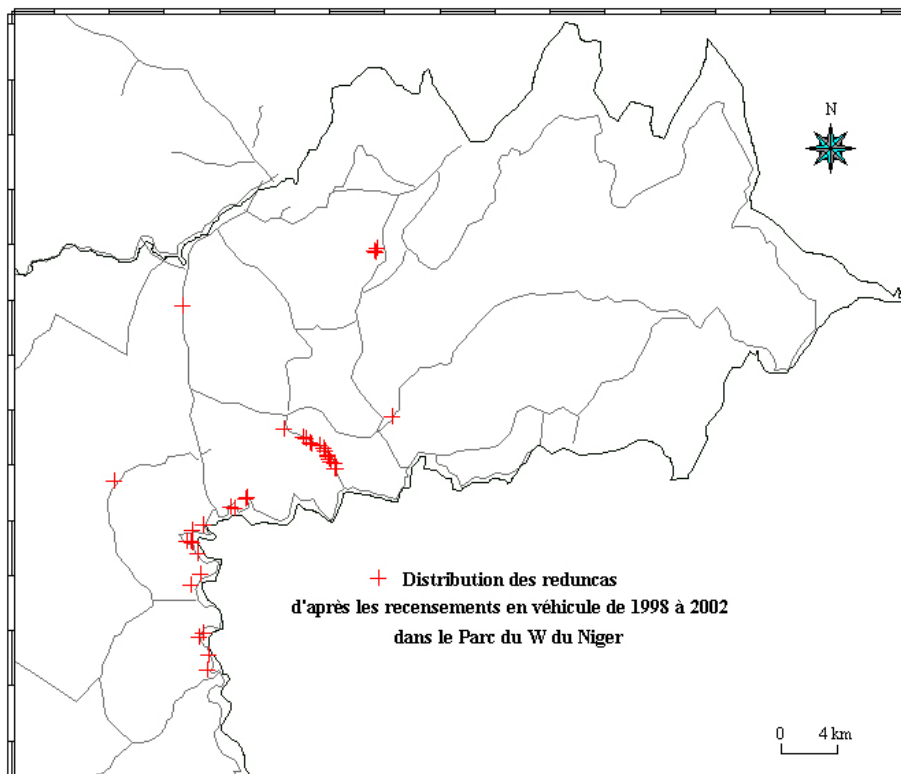 N
Distribution des reduncas
d'après les recensements en véhicule de 1998 à 2002
dans le Parc du W du Niger
0 4 km